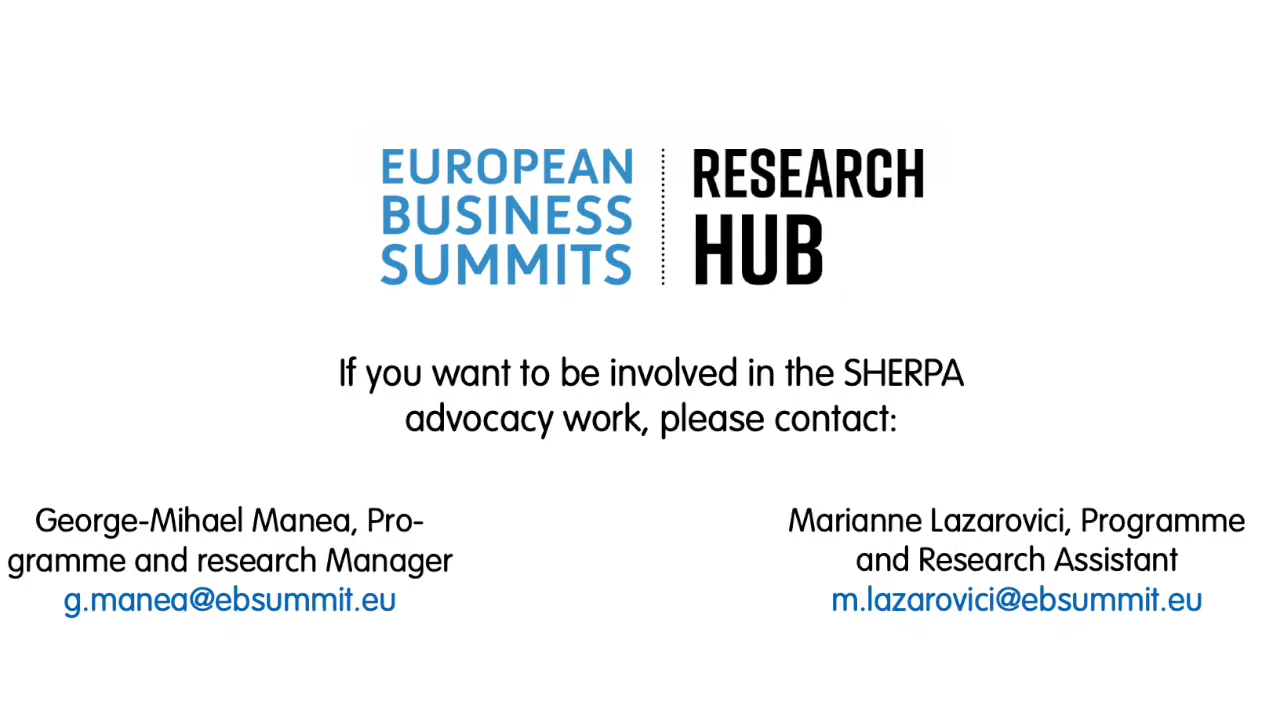 EUROPEAN
BUSINESS
SUMMITS
RESEARCH
HUB
If you want to be involved in the SHERPA
advocacy work, please contact:
George-Mihael Manea, Pro-
gramme and research Manager
g.manea@ebsummit.eu
Marianne Lazarovici, Programme
and Research Assistant
m.lazarovici@ebsummit.eu